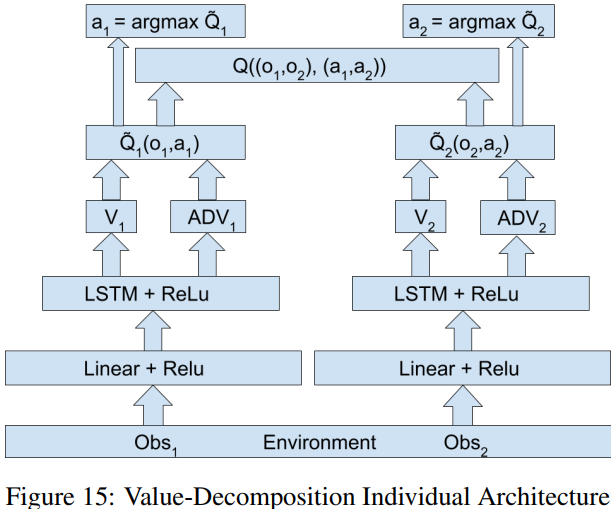 a₁ = argmax Q̃₁
a₂ = argmax Q̃₂
Q((o₁,o₂), (a₁,a₂))
Q̃₁(o₁,a₁)
Q̃₂(o₂,a₂)
V₁
ADV₁
V₂
ADV₂
LSTM + ReLu
LSTM + ReLu
Linear + Relu
Linear + Relu
Obs₁ Environment Obs₂
Figure 15: Value-Decomposition Individual Architecture